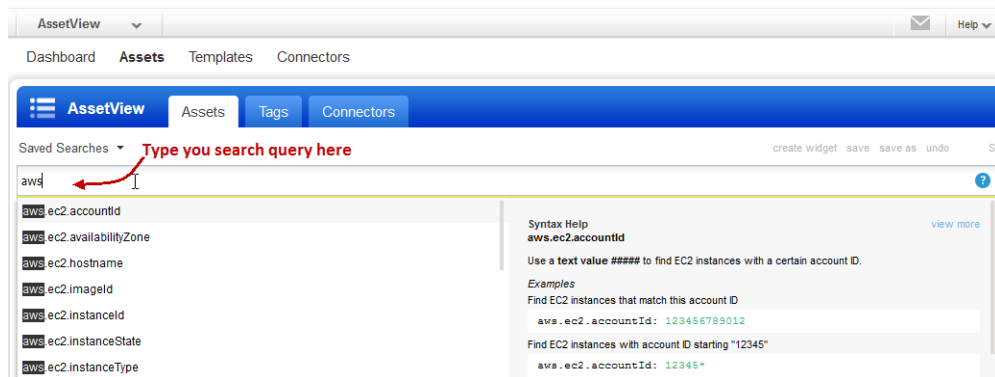 AssetView Help
Dashboard Assets Templates Connectors
AssetView Assets Tags Connectors
Saved Searches Type you search query here create widget save save as undo S
aws ?
aws.ec2.accountId
aws.ec2.availabilityZone
aws.ec2.hostname
aws.ec2.imageId
aws.ec2.instanceId
aws.ec2.instanceState
aws.ec2.instanceType
Syntax Help view more
aws.ec2.accountId
Use a text value ##### to find EC2 instances with a certain account ID.
Examples
Find EC2 instances that match this account ID
aws.ec2.accountId: 123456789012
Find EC2 instances with account ID starting "12345"
aws.ec2.accountId: 12345*